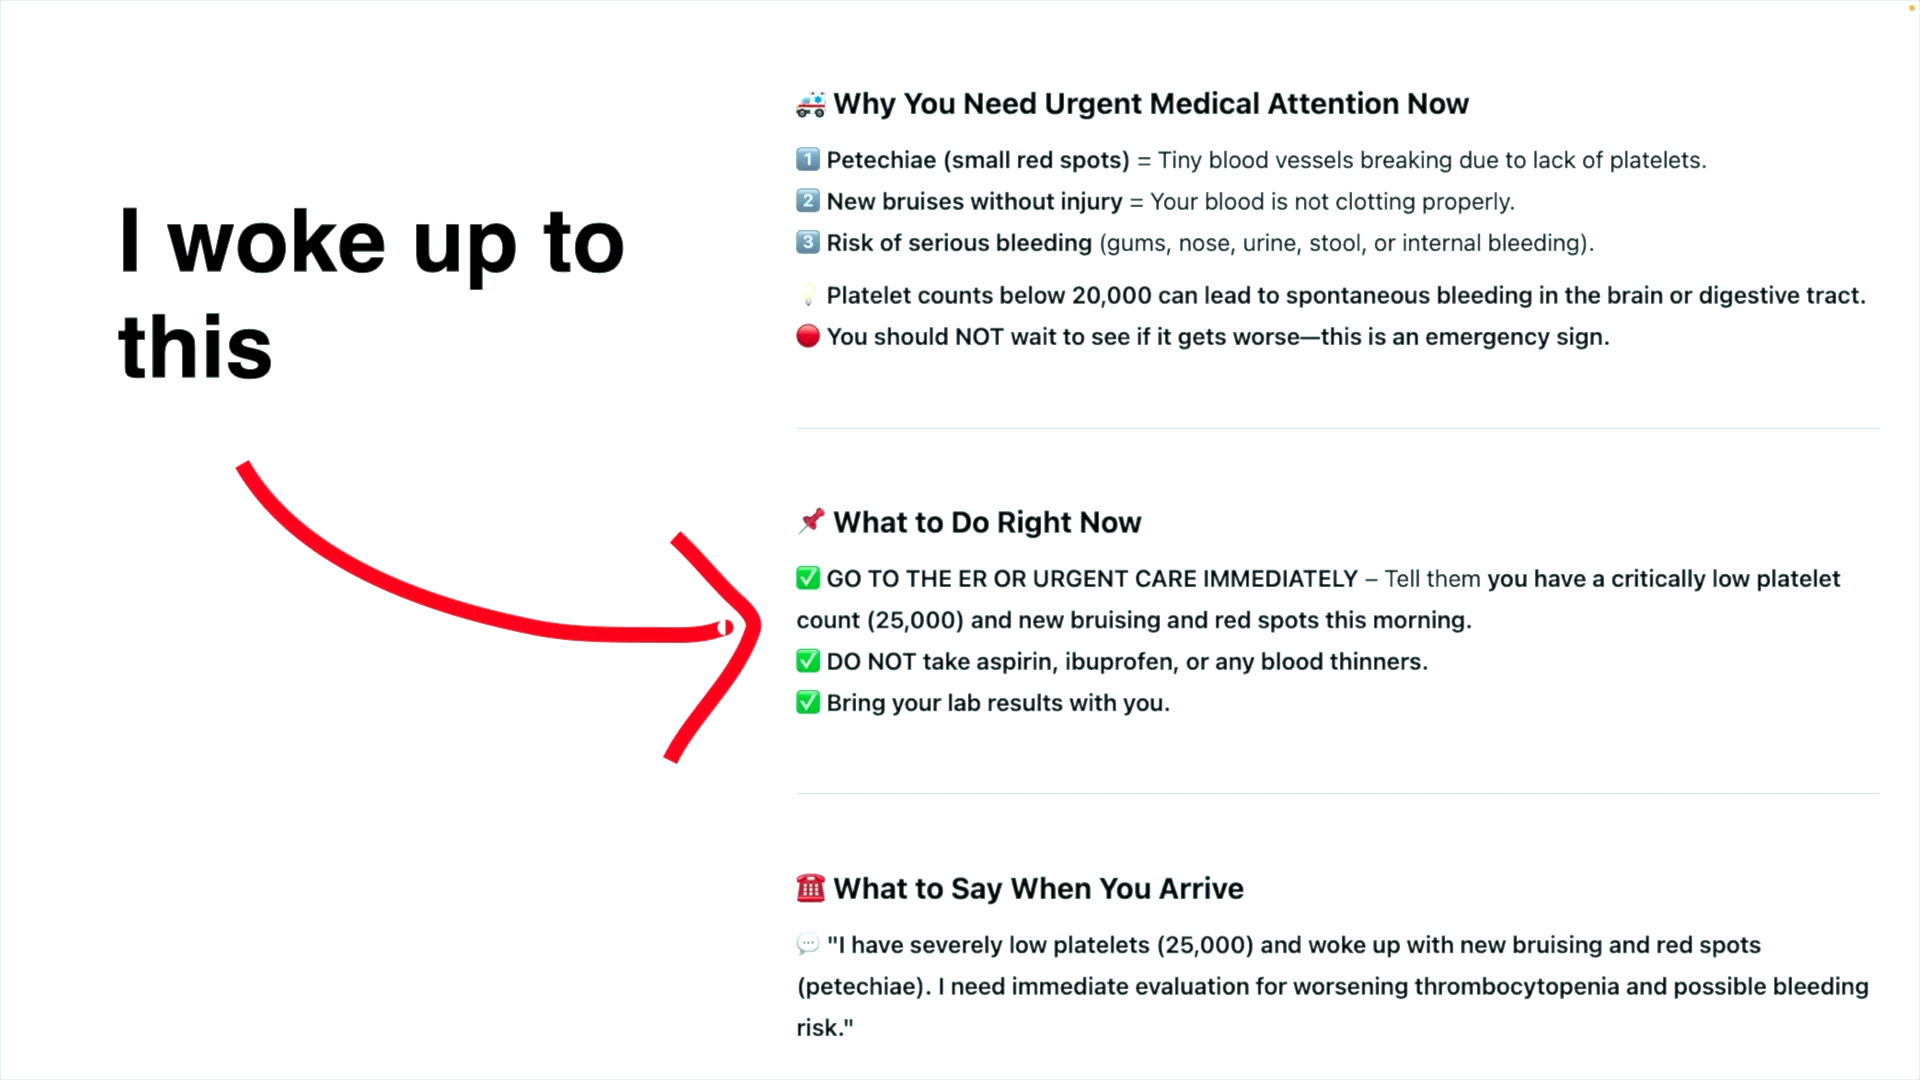 I woke up to
this
🚑 Why You Need Urgent Medical Attention Now
1️⃣ Petechiae (small red spots) = Tiny blood vessels breaking due to lack of platelets.
2️⃣ New bruises without injury = Your blood is not clotting properly.
3️⃣ Risk of serious bleeding (gums, nose, urine, stool, or internal bleeding).
💡 Platelet counts below 20,000 can lead to spontaneous bleeding in the brain or digestive tract.
🔴 You should NOT wait to see if it gets worse—this is an emergency sign.
📌 What to Do Right Now
✅ GO TO THE ER OR URGENT CARE IMMEDIATELY – Tell them you have a critically low platelet
count (25,000) and new bruising and red spots this morning.
✅ DO NOT take aspirin, ibuprofen, or any blood thinners.
✅ Bring your lab results with you.
☎️ What to Say When You Arrive
💬 "I have severely low platelets (25,000) and woke up with new bruising and red spots
(petechiae). I need immediate evaluation for worsening thrombocytopenia and possible bleeding
risk."